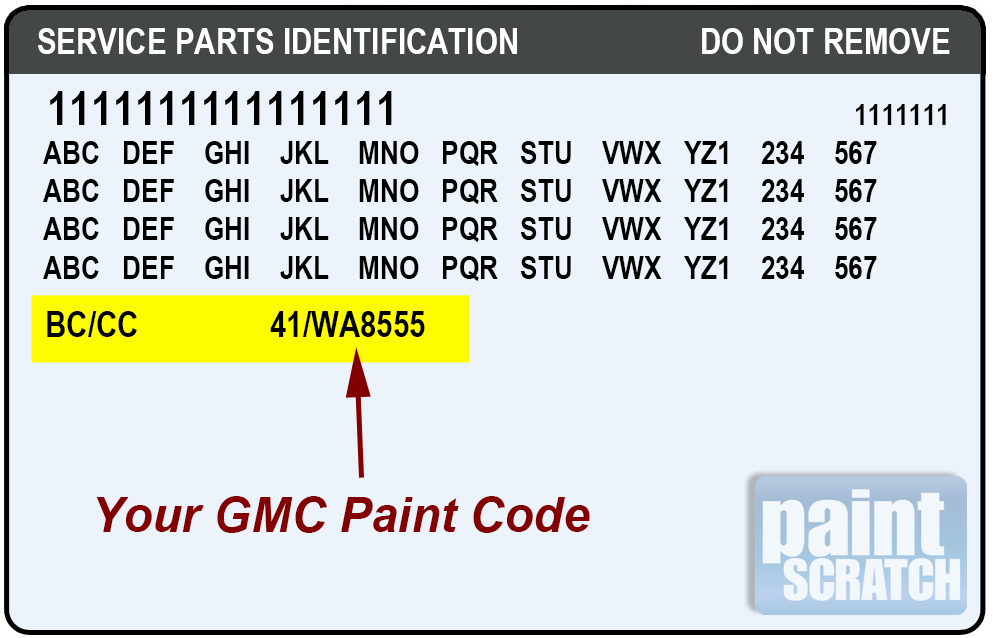 SERVICE PARTS IDENTIFICATION DO NOT REMOVE
1111111111111111 1111111
ABC DEF GHI JKL MNO PQR STU VWX YZ1 234 567
ABC DEF GHI JKL MNO PQR STU VWX YZ1 234 567
ABC DEF GHI JKL MNO PQR STU VWX YZ1 234 567
ABC DEF GHI JKL MNO PQR STU VWX YZ1 234 567
BC/CC 41/WA8555
Your GMC Paint Code
paint
SCRATCH